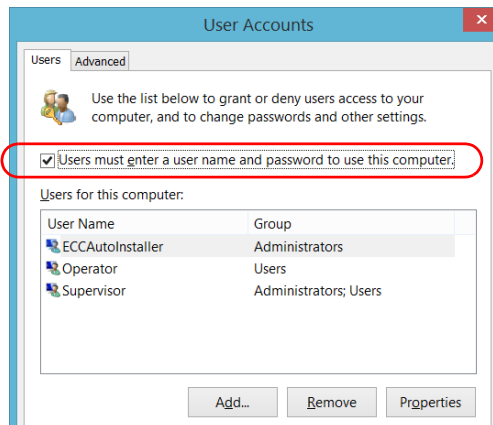 User Accounts
Users Advanced
Use the list below to grant or deny users access to your
computer, and to change passwords and other settings.
Users must enter a user name and password to use this computer.
Users for this computer:
User Name Group
ECCAutoInstaller Administrators
Operator Users
Supervisor Administrators; Users
Add... Remove Properties